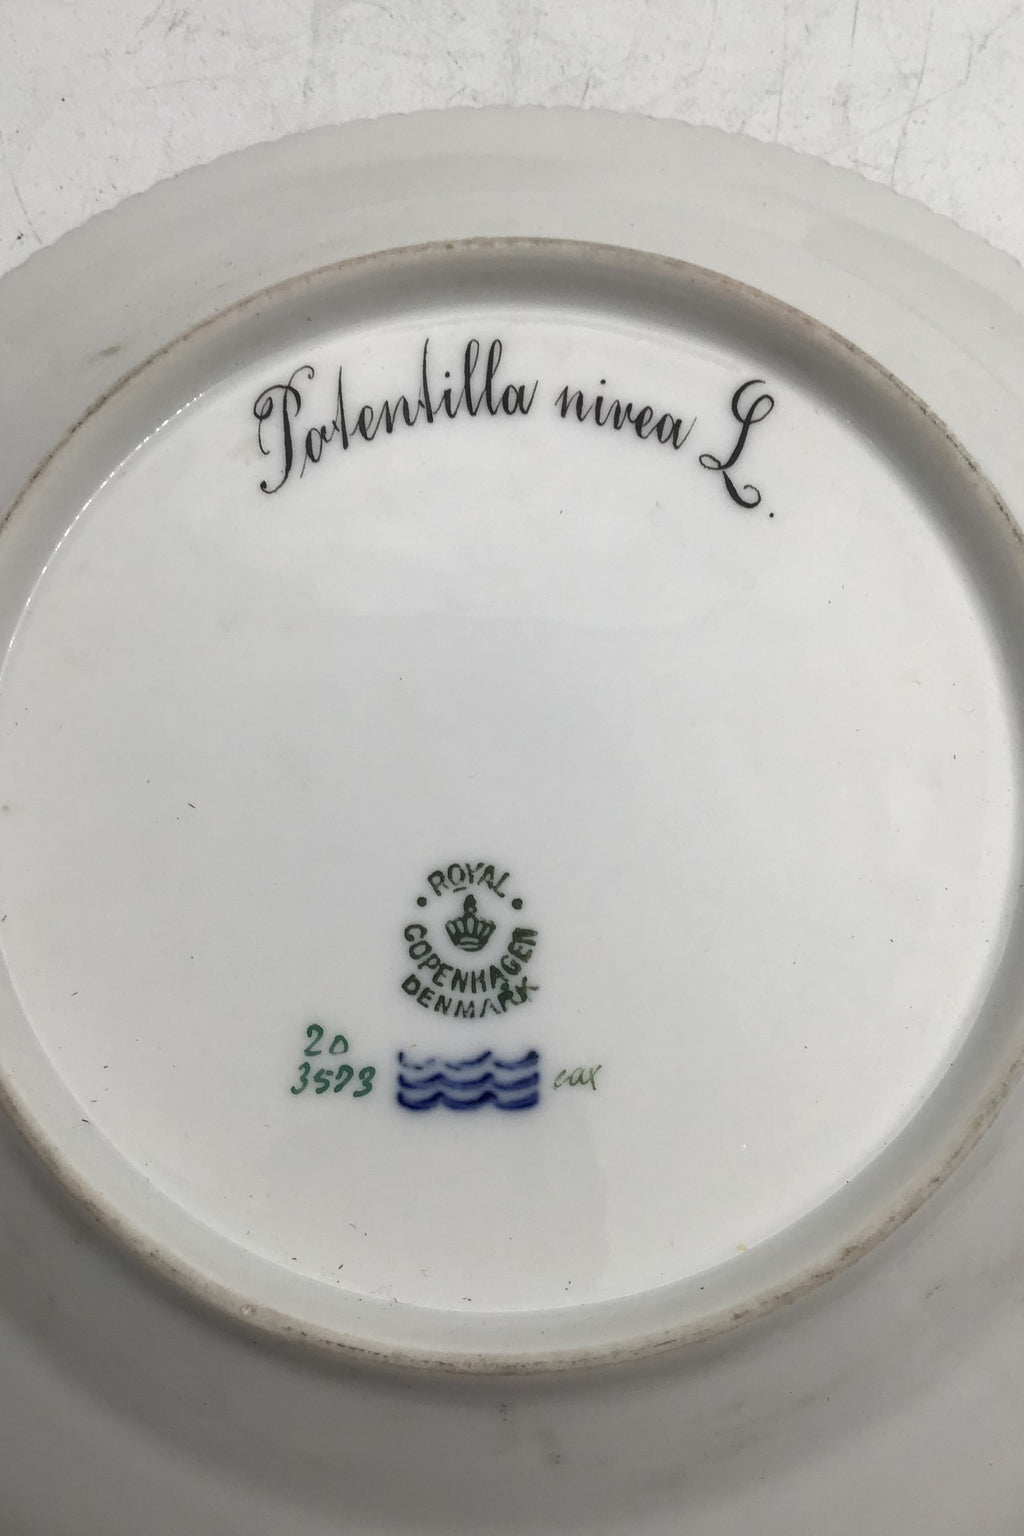 Potentilla nivea L.
ROYAL
COPENHAGEN
DENMARK
20
3573